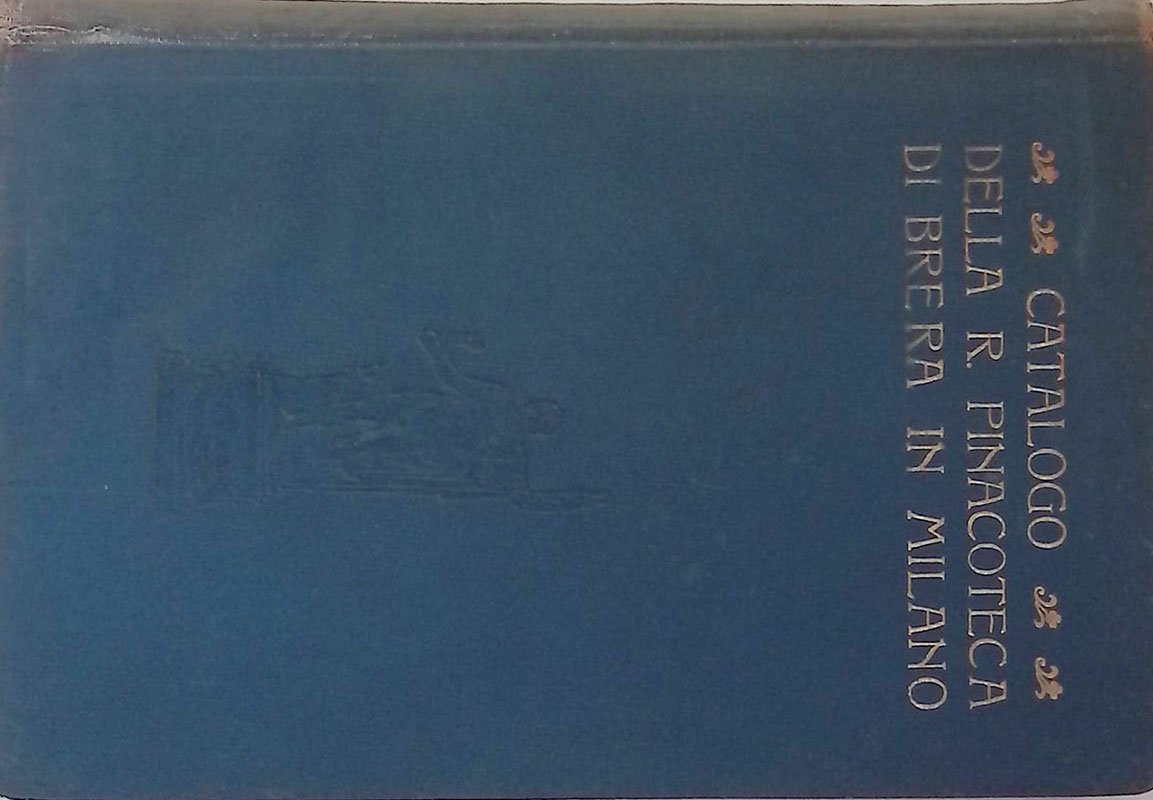 CATALOGO
DELLA R. PINACOTECA
DI BRERA IN MILANO